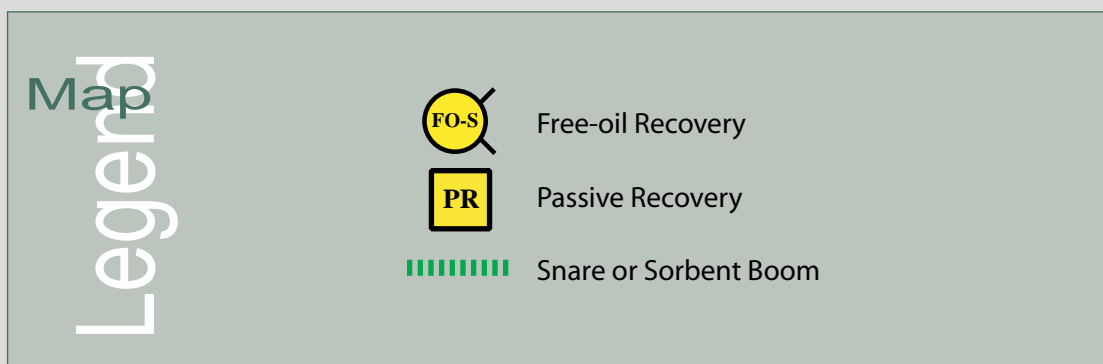 Map
Legend
FO-S Free-oil Recovery
PR Passive Recovery
Snare or Sorbent Boom